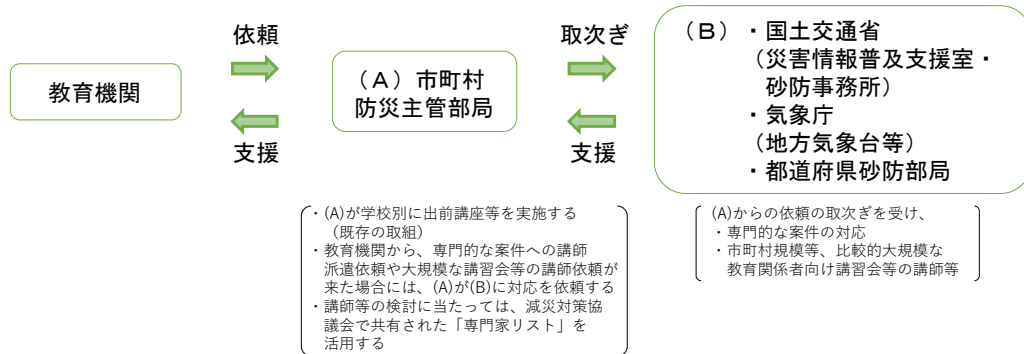 教育機関
依頼
支援
（Ａ）市町村
防災主管部局
取次ぎ
支援
（Ｂ）・国土交通省
（災害情報普及支援室・
砂防事務所）
・気象庁
（地方気象台等）
・都道府県砂防部局
・(A)が学校別に出前講座等を実施する
（既存の取組）
・教育機関から、専門的な案件への講師
派遣依頼や大規模な講習会等の講師依頼が
来た場合には、(A)が(B)に対応を依頼する
・講師等の検討に当たっては、減災対策協
議会で共有された「専門家リスト」を
活用する
(A)からの依頼の取次ぎを受け、
・専門的な案件の対応
・市町村規模等、比較的大規模な
教育関係者向け講習会等の講師等